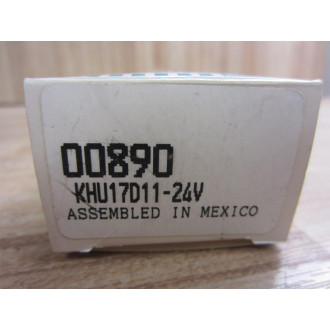 00890
KHU17D11-24V
ASSEMBLED IN MEXICO